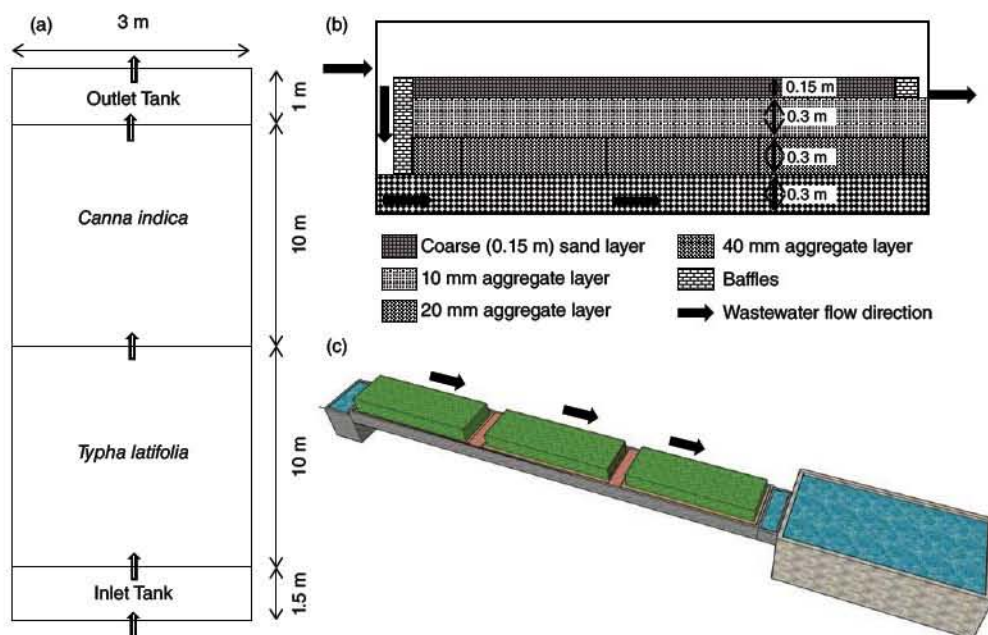 (a)
3 m
Outlet Tank
1 m
Canna indica
10 m
Typha latifolia
10 m
Inlet Tank
1.5 m
(b)
0.15 m
0.3 m
0.3 m
0.3 m
Coarse (0.15 m) sand layer
10 mm aggregate layer
20 mm aggregate layer
40 mm aggregate layer
Baffles
Wastewater flow direction
(c)